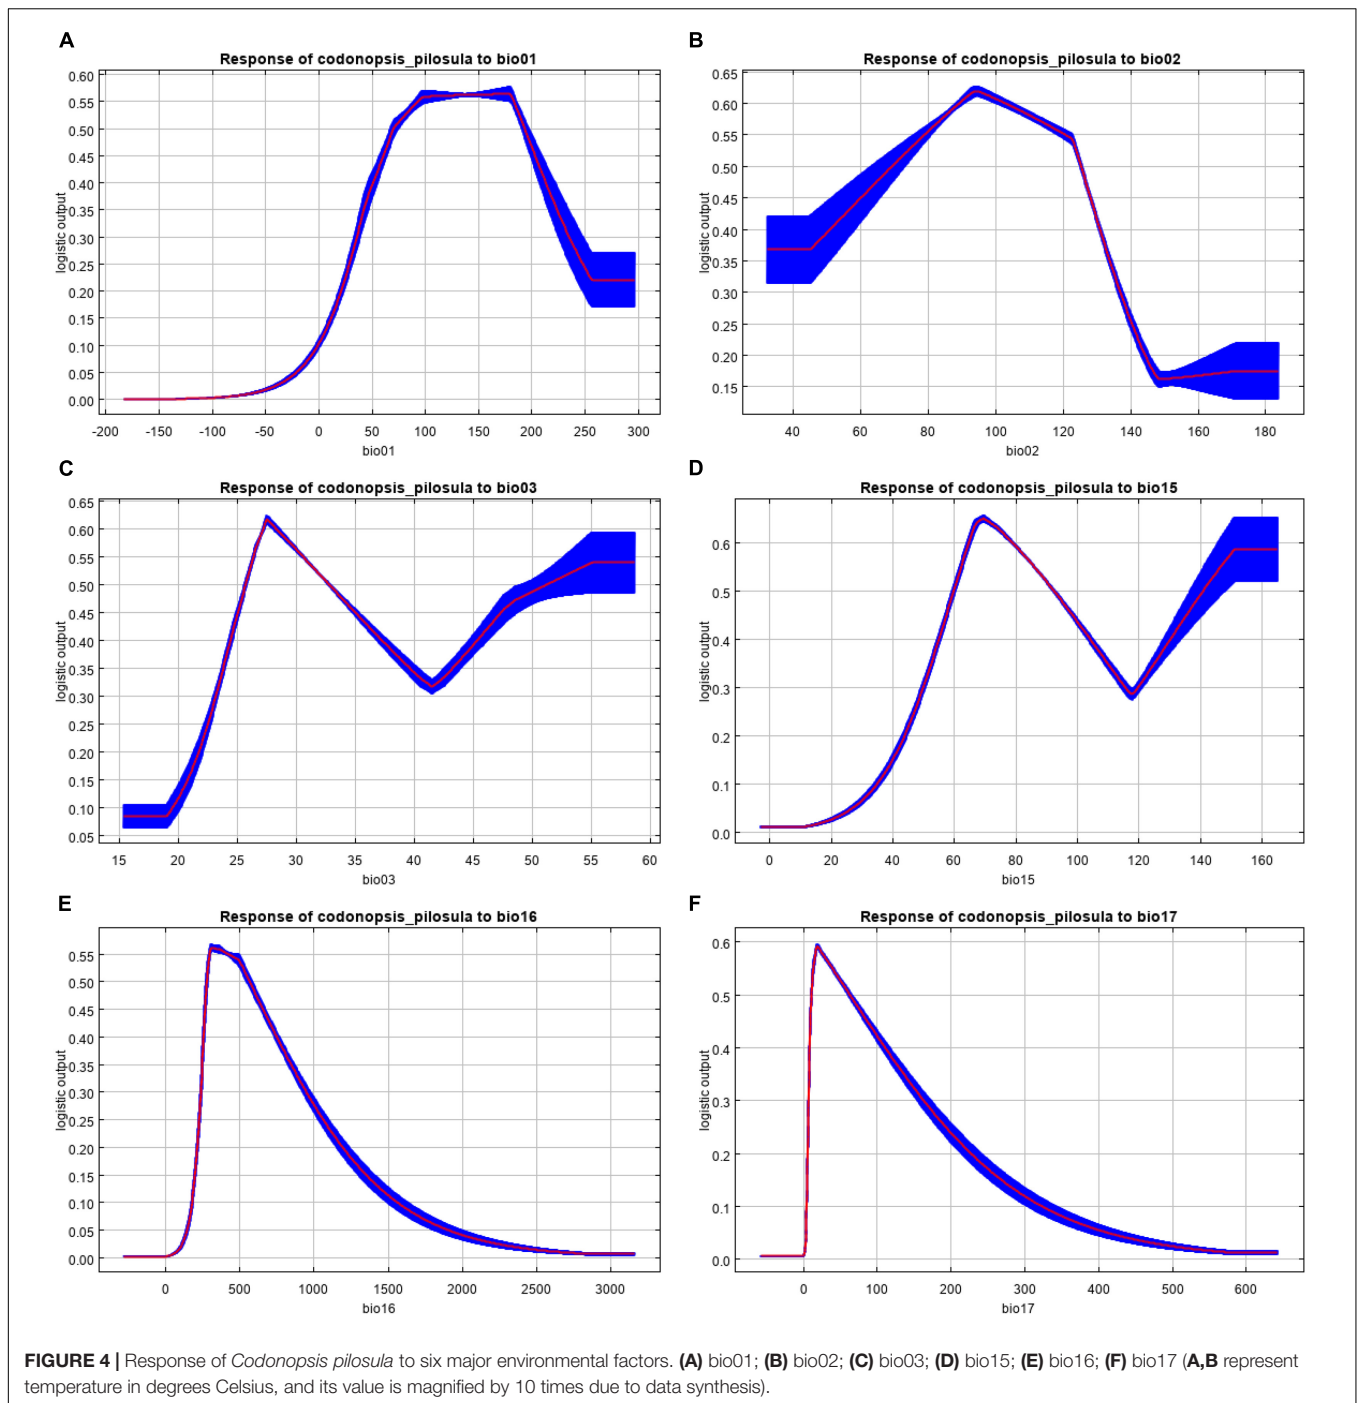 A
Response of codonopsis_pilosula to bio01
logistic output
0.60
0.55
0.50
0.45
0.40
0.35
0.30
0.25
0.20
0.15
0.10
0.05
0.00
-200 -150 -100 -50 0 50 100 150 200 250 300
bio01
B
Response of codonopsis_pilosula to bio02
logistic output
0.65
0.60
0.55
0.50
0.45
0.40
0.35
0.30
0.25
0.20
0.15
40 60 80 100 120 140 160 180
bio02
C
Response of codonopsis_pilosula to bio03
logistic output
0.65
0.60
0.55
0.50
0.45
0.40
0.35
0.30
0.25
0.20
0.15
0.10
0.05
15 20 25 30 35 40 45 50 55 60
bio03
D
Response of codonopsis_pilosula to bio15
logistic output
0.6
0.5
0.4
0.3
0.2
0.1
0.0
0 20 40 60 80 100 120 140 160
bio15
E
Response of codonopsis_pilosula to bio16
logistic output
0.55
0.50
0.45
0.40
0.35
0.30
0.25
0.20
0.15
0.10
0.05
0.00
0 500 1000 1500 2000 2500 3000
bio16
F
Response of codonopsis_pilosula to bio17
logistic output
0.6
0.5
0.4
0.3
0.2
0.1
0.0
0 100 200 300 400 500 600
bio17
FIGURE 4 | Response of Codonopsis pilosula to six major environmental factors. (A) bio01; (B) bio02; (C) bio03; (D) bio15; (E) bio16; (F) bio17 (A,B represent
temperature in degrees Celsius, and its value is magnified by 10 times due to data synthesis).